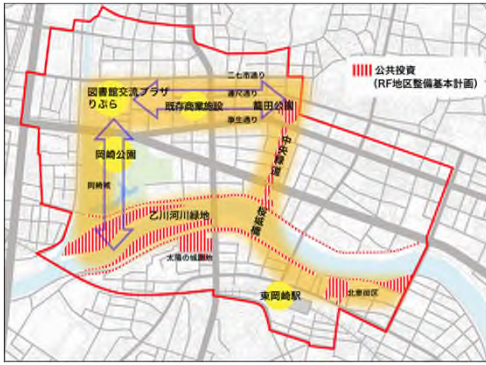 二七市通り
公共投資
(RF地区整備基本計画)
図書館交流プラザ
りぶら
連尺通り
既存商業施設
籠田公園
康生通り
岡崎公園
中央緑道
岡崎城
乙川河川緑地
桜城橋
太陽の城跡地
東岡崎駅
北東街区